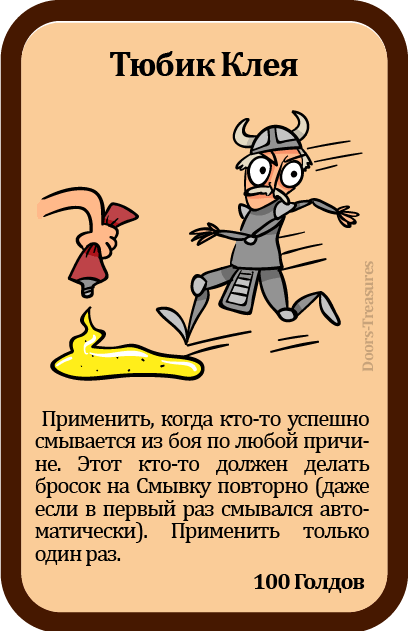 Тюбик Клея
Doors-Treasures
Применить, когда кто-то успешно
смывается из боя по любой причи-
не. Этот кто-то должен делать
бросок на Смывку повторно (даже
если в первый раз смывался авто-
матически). Применить только
один раз.
100 Голдов